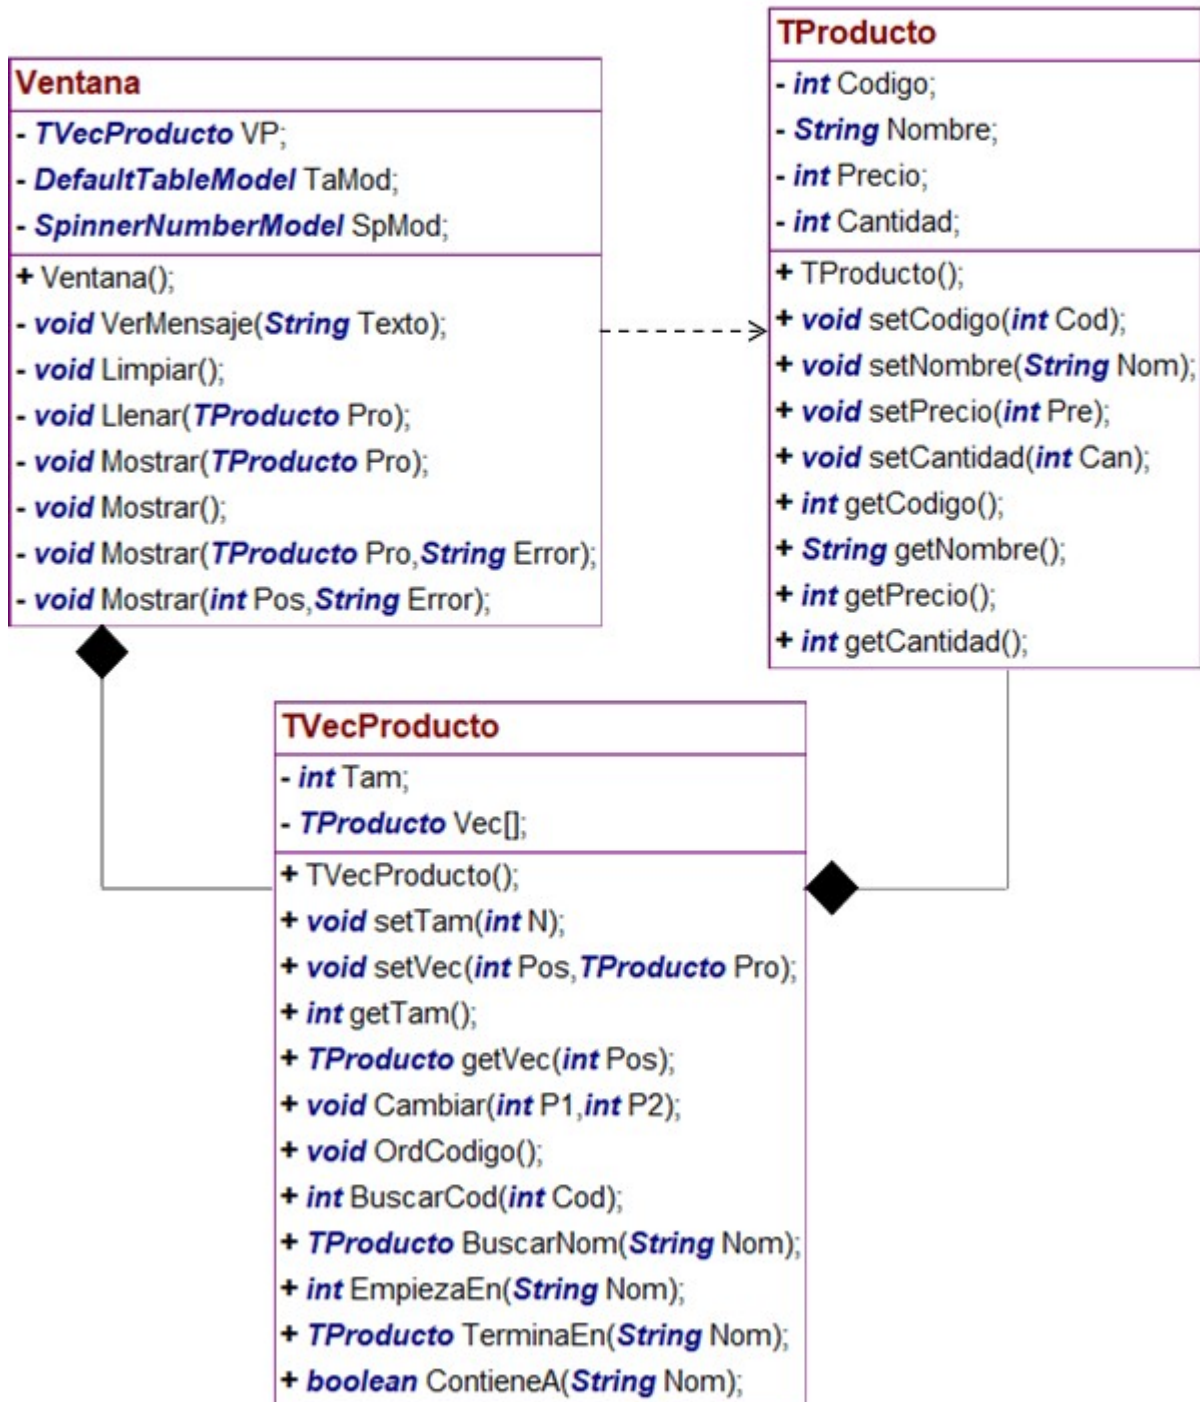 Ventana
- TVecProducto VP;
- DefaultTableModel TaMod;
- SpinnerNumberModel SpMod;
+ Ventana();
- void VerMensaje(String Texto);
- void Limpiar();
- void Llenar(TProducto Pro);
- void Mostrar(TProducto Pro);
- void Mostrar();
- void Mostrar(TProducto Pro,String Error);
- void Mostrar(int Pos,String Error);
TProducto
- int Codigo;
- String Nombre;
- int Precio;
- int Cantidad;
+ TProducto();
+ void setCodigo(int Cod);
+ void setNombre(String Nom);
+ void setPrecio(int Pre);
+ void setCantidad(int Can);
+ int getCodigo();
+ String getNombre();
+ int getPrecio();
+ int getCantidad();
TVecProducto
- int Tam;
- TProducto Vec[];
+ TVecProducto();
+ void setTam(int N);
+ void setVec(int Pos,TProducto Pro);
+ int getTam();
+ TProducto getVec(int Pos);
+ void Cambiar(int P1,int P2);
+ void OrdCodigo();
+ int BuscarCod(int Cod);
+ TProducto BuscarNom(String Nom);
+ int EmpiezaEn(String Nom);
+ TProducto TerminaEn(String Nom);
+ boolean ContieneA(String Nom);